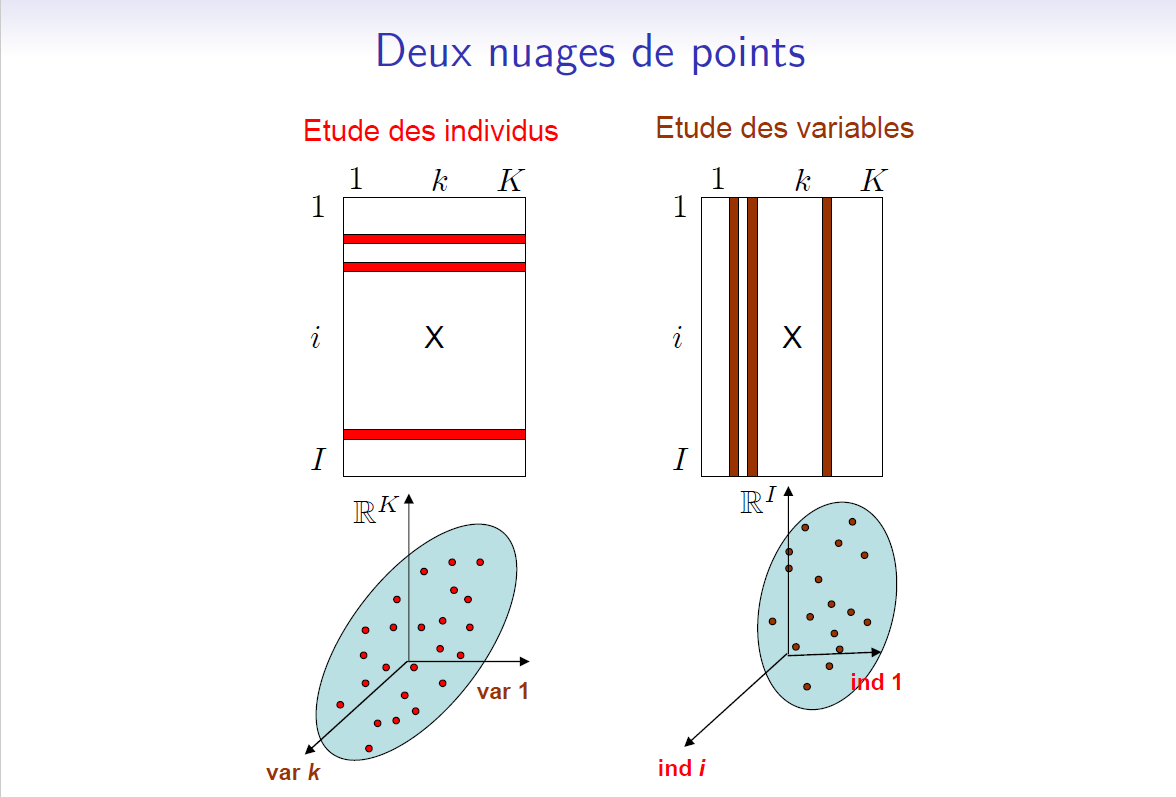 Deux nuages de points
Etude des individus
Etude des variables
1 k K
1
i
I
X
1 k K
1
i
I
X
ℝ^K
var 1
var k
ℝ^I
ind 1
ind i